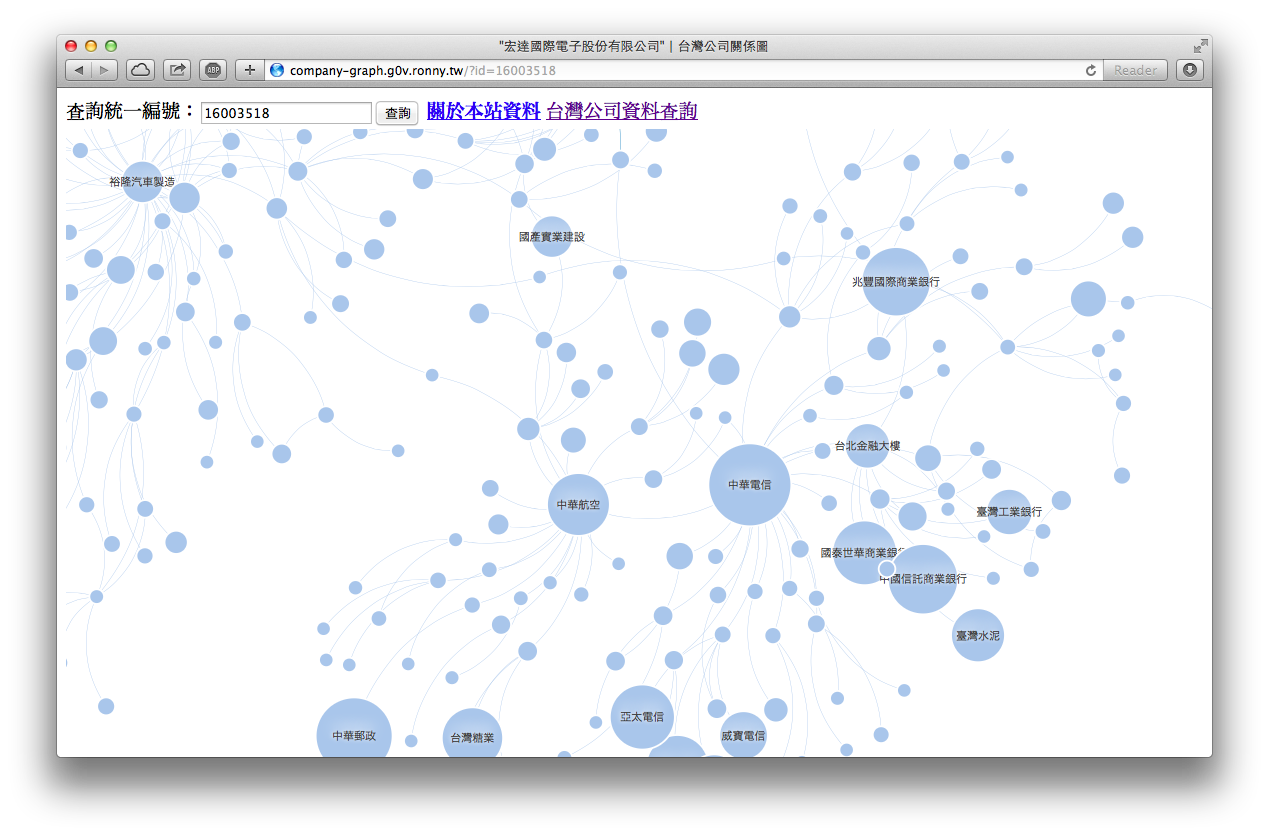 "宏達國際電子股份有限公司" | 台灣公司關係圖
ABP
company-graph.g0v.ronny.tw/?id=16003518
Reader
查詢統一編號： 16003518 查詢 關於本站資料 台灣公司資料查詢
裕隆汽車製造
國產實業建設
兆豐國際商業銀行
台北金融大樓
中華電信
中華航空
臺灣工業銀行
國泰世華商業銀行
中國信託商業銀行
臺灣水泥
亞太電信
中華郵政
台灣糖業
威寶電信